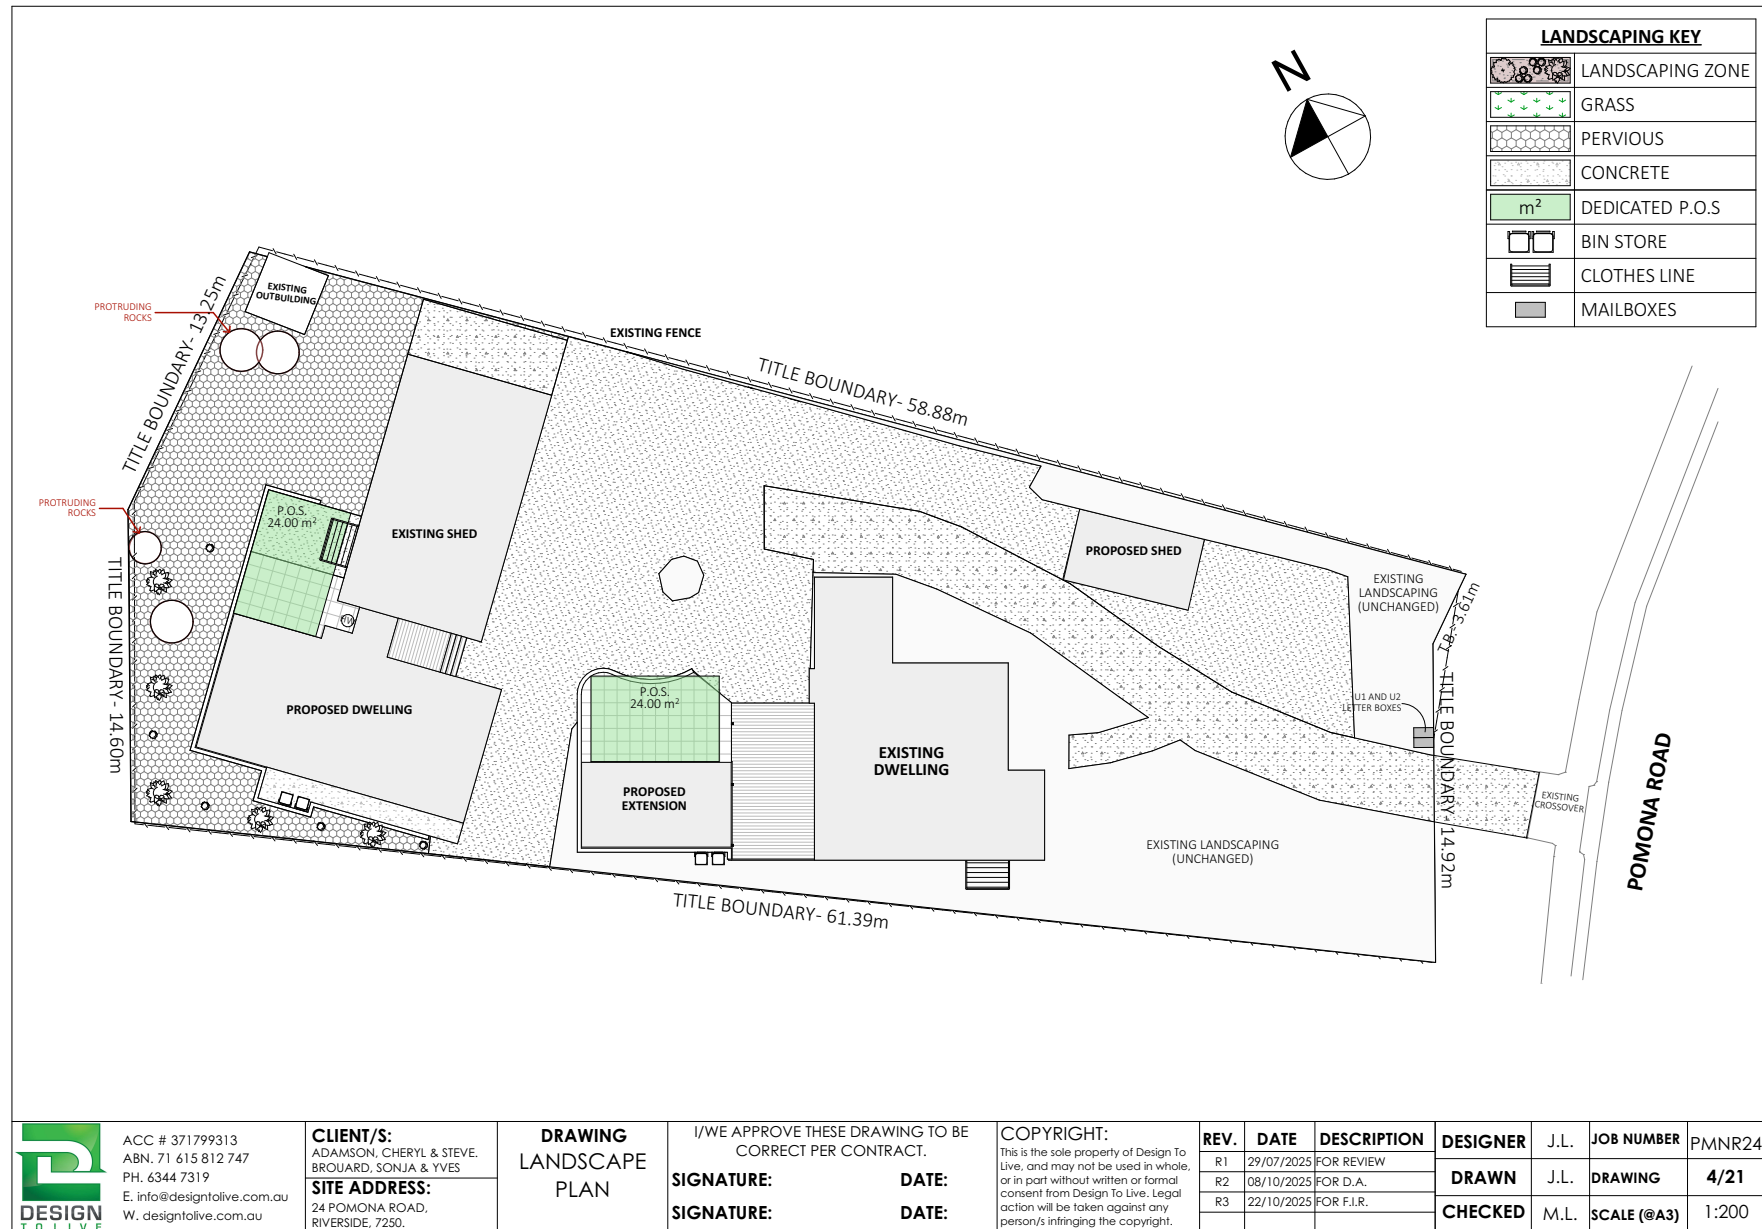 N
LANDSCAPING KEY
LANDSCAPING ZONE
GRASS
PERVIOUS
CONCRETE
m²
DEDICATED P.O.S
BIN STORE
CLOTHES LINE
MAILBOXES
EXISTING
OUTBUILDING
PROTRUDING
ROCKS
TITLE BOUNDARY- 13.25m
EXISTING FENCE
TITLE BOUNDARY- 58.88m
PROTRUDING
ROCKS
P.O.S.
24.00 m²
EXISTING SHED
PROPOSED SHED
EXISTING
LANDSCAPING
(UNCHANGED)
T.B.- 3.61m
HW
TITLE BOUNDARY - 14.60m
PROPOSED DWELLING
P.O.S.
24.00 m²
U1 AND U2
LETTER BOXES
EXISTING
DWELLING
PROPOSED
EXTENSION
TITLE BOUNDARY- 14.92m
EXISTING
CROSSOVER
POMONA ROAD
EXISTING LANDSCAPING
(UNCHANGED)
TITLE BOUNDARY- 61.39m
DESIGN
TO LIVE
ACC # 371799313
ABN. 71 615 812 747
PH. 6344 7319
E. info@designtolive.com.au
W. designtolive.com.au
CLIENT/S:
ADAMSON, CHERYL & STEVE.
BROUARD, SONJA & YVES
SITE ADDRESS:
24 POMONA ROAD,
RIVERSIDE, 7250.
DRAWING
LANDSCAPE
PLAN
I/WE APPROVE THESE DRAWING TO BE
CORRECT PER CONTRACT.
SIGNATURE: DATE:
SIGNATURE: DATE:
COPYRIGHT:
This is the sole property of Design To
Live, and may not be used in whole,
or in part without written or formal
consent from Design To Live. Legal
action will be taken against any
person/s infringing the copyright.
REV. DATE DESCRIPTION
R1 29/07/2025 FOR REVIEW
R2 08/10/2025 FOR D.A.
R3 22/10/2025 FOR F.I.R.
DESIGNER J.L. JOB NUMBER PMNR24
DRAWN J.L. DRAWING 4/21
CHECKED M.L. SCALE (@A3) 1:200